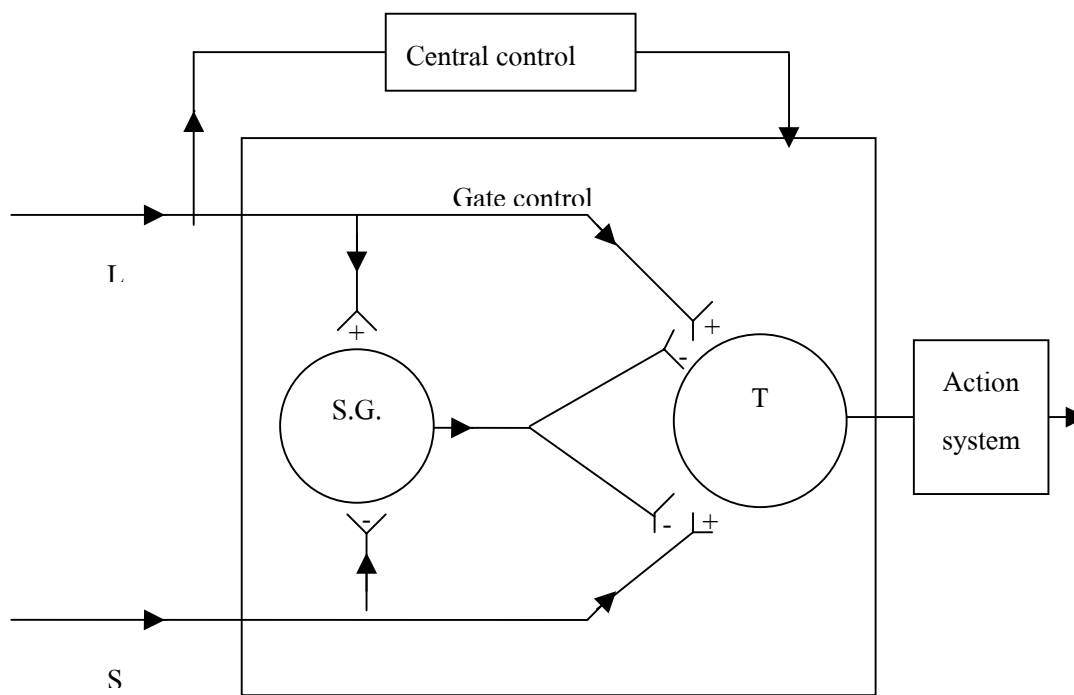 Central control
Gate control
L
+
+
-
S.G.
T
Action
system
-
-
+
S